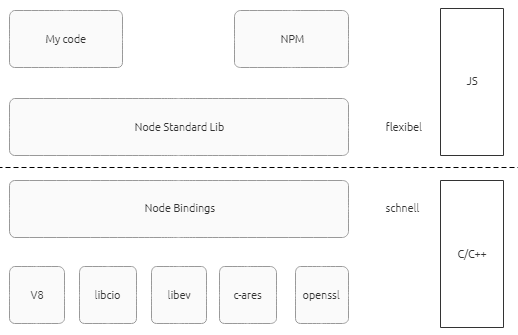 My code
NPM
JS
Node Standard Lib
flexibel
Node Bindings
schnell
C/C++
V8
libcio
libev
c-ares
openssl